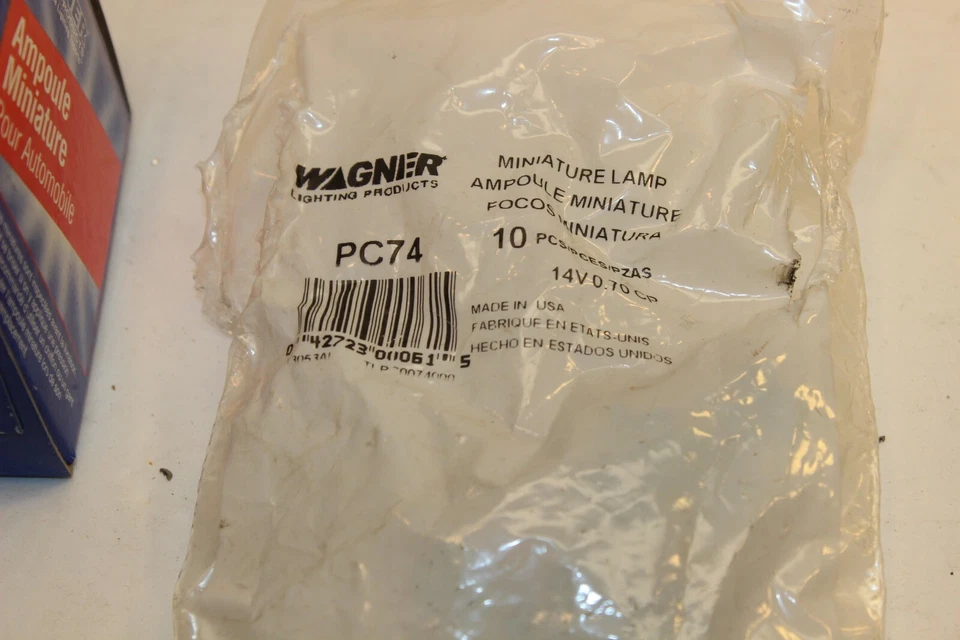 Ampoule
Miniature
Pour Automobile
WAGNER
LIGHTING PRODUCTS
PC74
0 42723 00061 5
MINIATURE LAMP
AMPOULE MINIATURE
FOCOS MINIATURA
10 PCS/PCES/PZAS
14V 0.70 CP
MADE IN USA
FABRIQUE EN ETATS-UNIS
HECHO EN ESTADOS UNIDOS